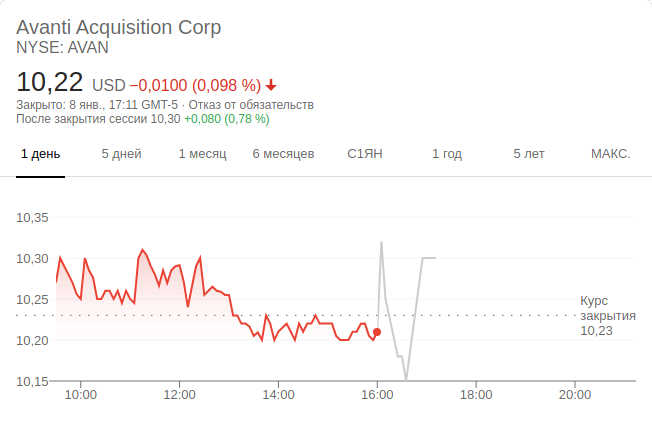 Avanti Acquisition Corp
NYSE: AVAN
10,22 USD −0,0100 (0,098 %)
Закрыто: 8 янв., 17:11 GMT-5 · Отказ от обязательств
После закрытия сессии 10,30 +0,080 (0,78 %)
1 день 5 дней 1 месяц 6 месяцев С1ЯН 1 год 5 лет МАКС.
10,35
10,30
10,25
10,20
10,15
Курс
закрытия
10,23
10:00 12:00 14:00 16:00 18:00 20:00